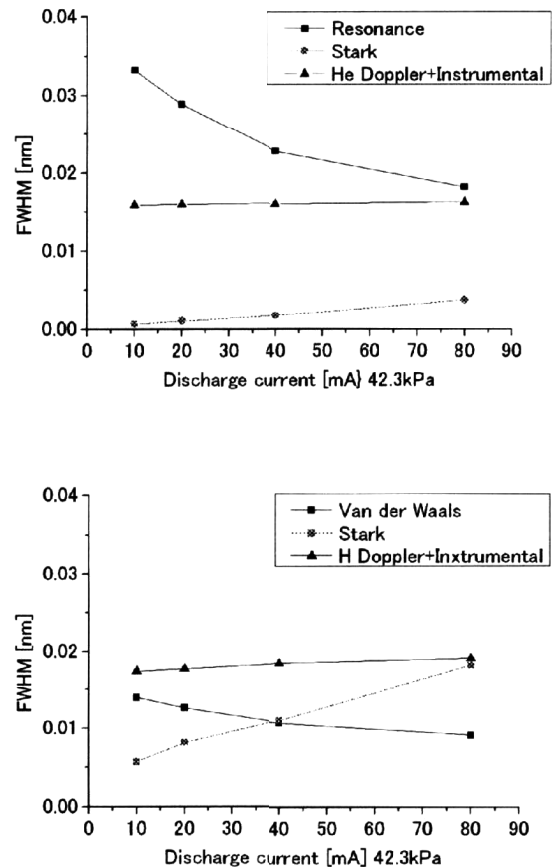 0.04
0.03
0.02
0.01
0.00
FWHM [nm]
Resonance
Stark
He Doppler+Instrumental
0 10 20 30 40 50 60 70 80 90
Discharge current [mA} 42.3kPa
0.04
0.03
0.02
0.01
0.00
FWHM [nm]
Van der Waals
Stark
H Doppler+Inxtrumental
0 10 20 30 40 50 60 70 80 90
Discharge current [mA} 42.3kPa